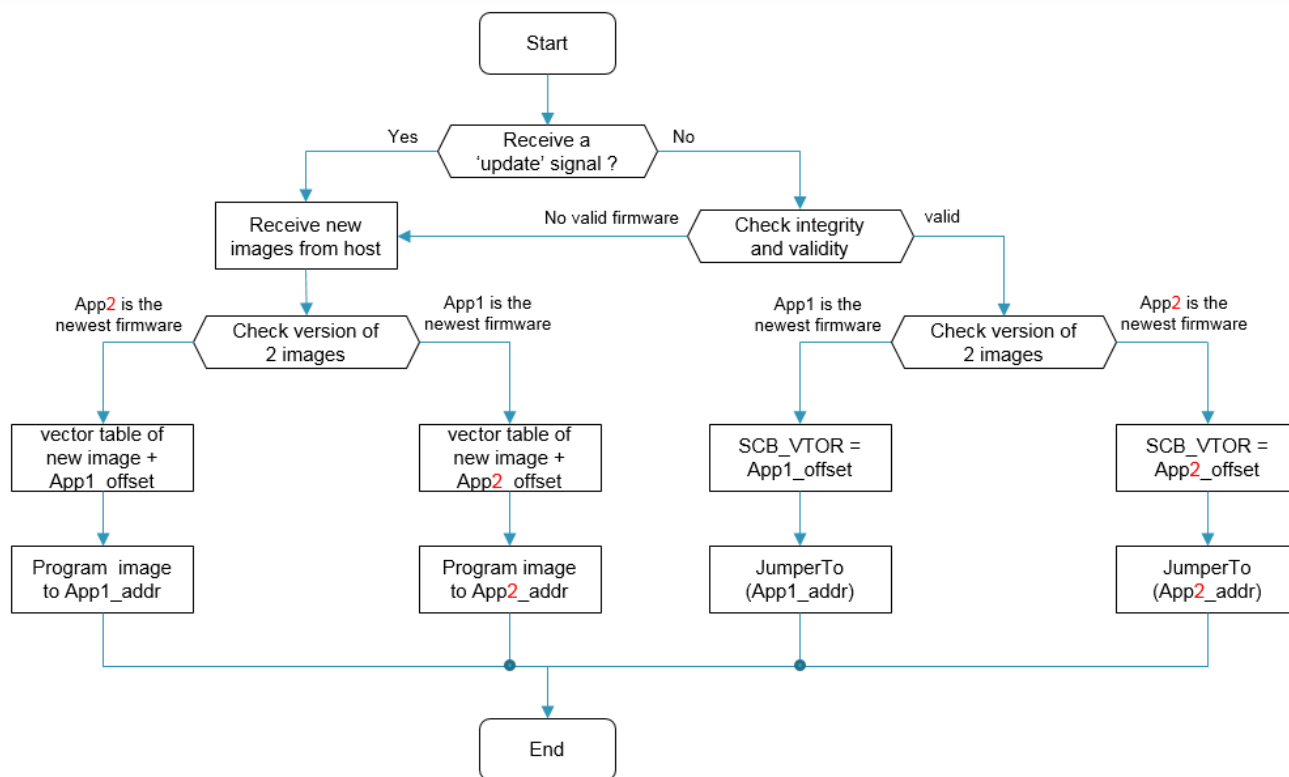 Start
Yes
Receive a
‘update’ signal ?
No
Receive new
images from host
No valid firmware
Check integrity
and validity
valid
App2 is the
newest firmware
Check version of
2 images
App1 is the
newest firmware
App1 is the
newest firmware
Check version of
2 images
App2 is the
newest firmware
vector table of
new image +
App1_offset
vector table of
new image +
App2_offset
SCB_VTOR =
App1_offset
SCB_VTOR =
App2_offset
Program image
to App1_addr
Program image
to App2_addr
JumperTo
(App1_addr)
JumperTo
(App2_addr)
End